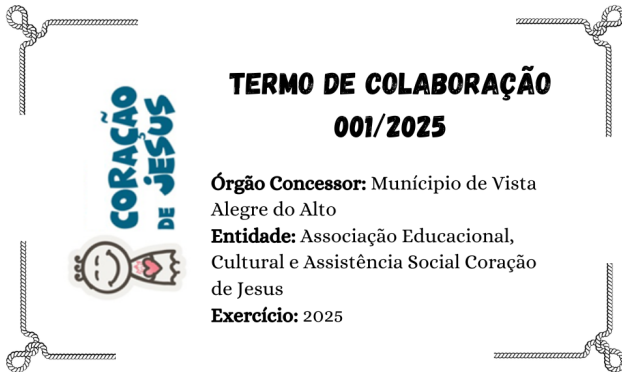 CORAÇÃO
DE JESUS
TERMO DE COLABORAÇÃO
001/2025
Órgão Concessor: Munícipio de Vista
Alegre do Alto
Entidade: Associação Educacional,
Cultural e Assistência Social Coração
de Jesus
Exercício: 2025